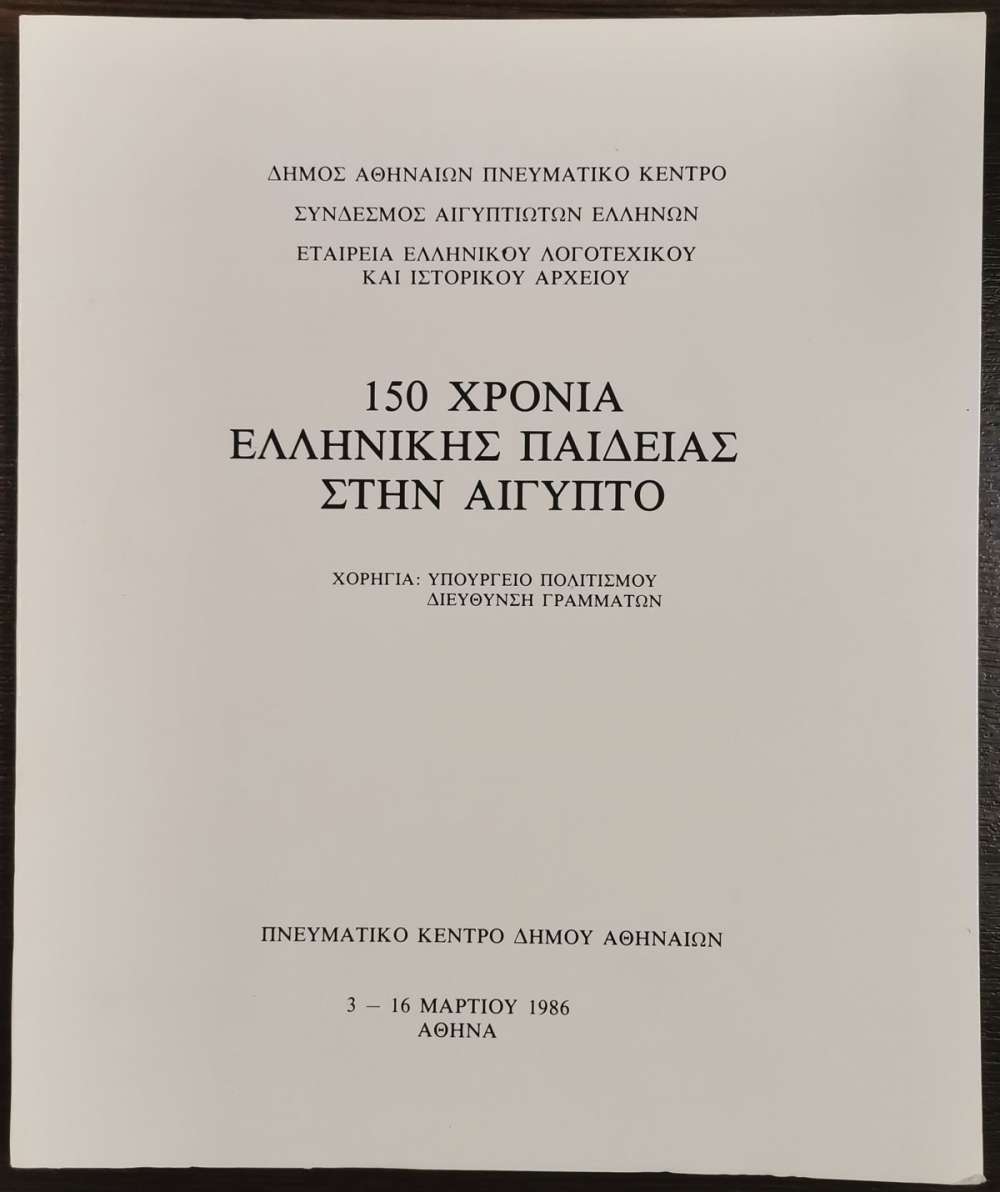 ΔΗΜΟΣ ΑΘΗΝΑΙΩΝ ΠΝΕΥΜΑΤΙΚΟ ΚΕΝΤΡΟ
ΣΥΝΔΕΣΜΟΣ ΑΙΓΥΠΤΙΩΤΩΝ ΕΛΛΗΝΩΝ
ΕΤΑΙΡΕΙΑ ΕΛΛΗΝΙΚΟΥ ΛΟΓΟΤΕΧΙΚΟΥ
ΚΑΙ ΙΣΤΟΡΙΚΟΥ ΑΡΧΕΙΟΥ
150 ΧΡΟΝΙΑ
ΕΛΛΗΝΙΚΗΣ ΠΑΙΔΕΙΑΣ
ΣΤΗΝ ΑΙΓΥΠΤΟ
ΧΟΡΗΓΙΑ: ΥΠΟΥΡΓΕΙΟ ΠΟΛΙΤΙΣΜΟΥ
ΔΙΕΥΘΥΝΣΗ ΓΡΑΜΜΑΤΩΝ
ΠΝΕΥΜΑΤΙΚΟ ΚΕΝΤΡΟ ΔΗΜΟΥ ΑΘΗΝΑΙΩΝ
3 – 16 ΜΑΡΤΙΟΥ 1986
ΑΘΗΝΑ